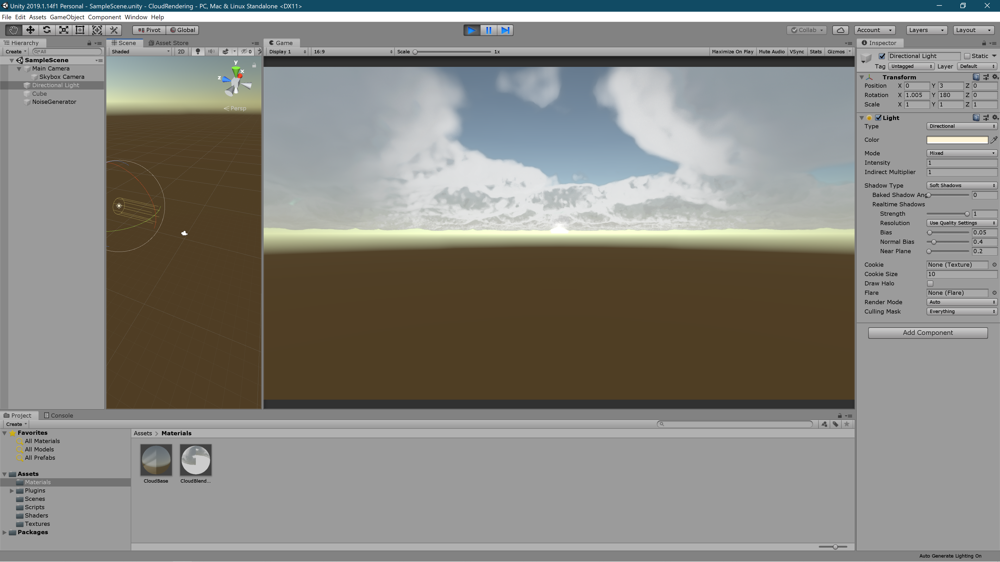 Unity 2019.1.14f1 Personal - SampleScene.unity - CloudRendering - PC, Mac & Linux Standalone <DX11>
File Edit Assets GameObject Component Window Help
Pivot Global
Collab Account Layers Layout
Hierarchy
Create All
SampleScene
Main Camera
Skybox Camera
Directional Light
Cube
NoiseGenerator
Scene Asset Store
Shaded 2D 0
y
x
z
Persp
Game
Display 1 16:9 Scale 1x Maximize On Play Mute Audio VSync Stats Gizmos
Inspector
Directional Light Static
Tag Untagged Layer Default
Transform
Position X 0 Y 3 Z 0
Rotation X 1.005 Y 180 Z 0
Scale X 1 Y 1 Z 1
Light
Type Directional
Color
Mode Mixed
Intensity 1
Indirect Multiplier 1
Shadow Type Soft Shadows
Baked Shadow Ang 0
Realtime Shadows
Strength 1
Resolution Use Quality Settings
Bias 0.05
Normal Bias 0.4
Near Plane 0.2
Cookie None (Texture)
Cookie Size 10
Draw Halo
Flare None (Flare)
Render Mode Auto
Culling Mask Everything
Add Component
Project Console
Create
Favorites
All Materials
All Models
All Prefabs
Assets
Materials
Plugins
Scenes
Scripts
Shaders
Textures
Packages
Assets > Materials
CloudBase CloudBlend...
Auto Generate Lighting On